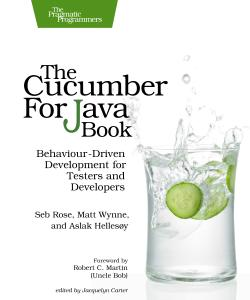 The
Pragmatic
Programmers
The
Cucumber
For Java
Book
Behaviour-Driven
Development for
Testers and
Developers
Seb Rose, Matt Wynne,
and Aslak Hellesøy
Foreword by
Robert C. Martin
(Uncle Bob)
edited by Jacquelyn Carter